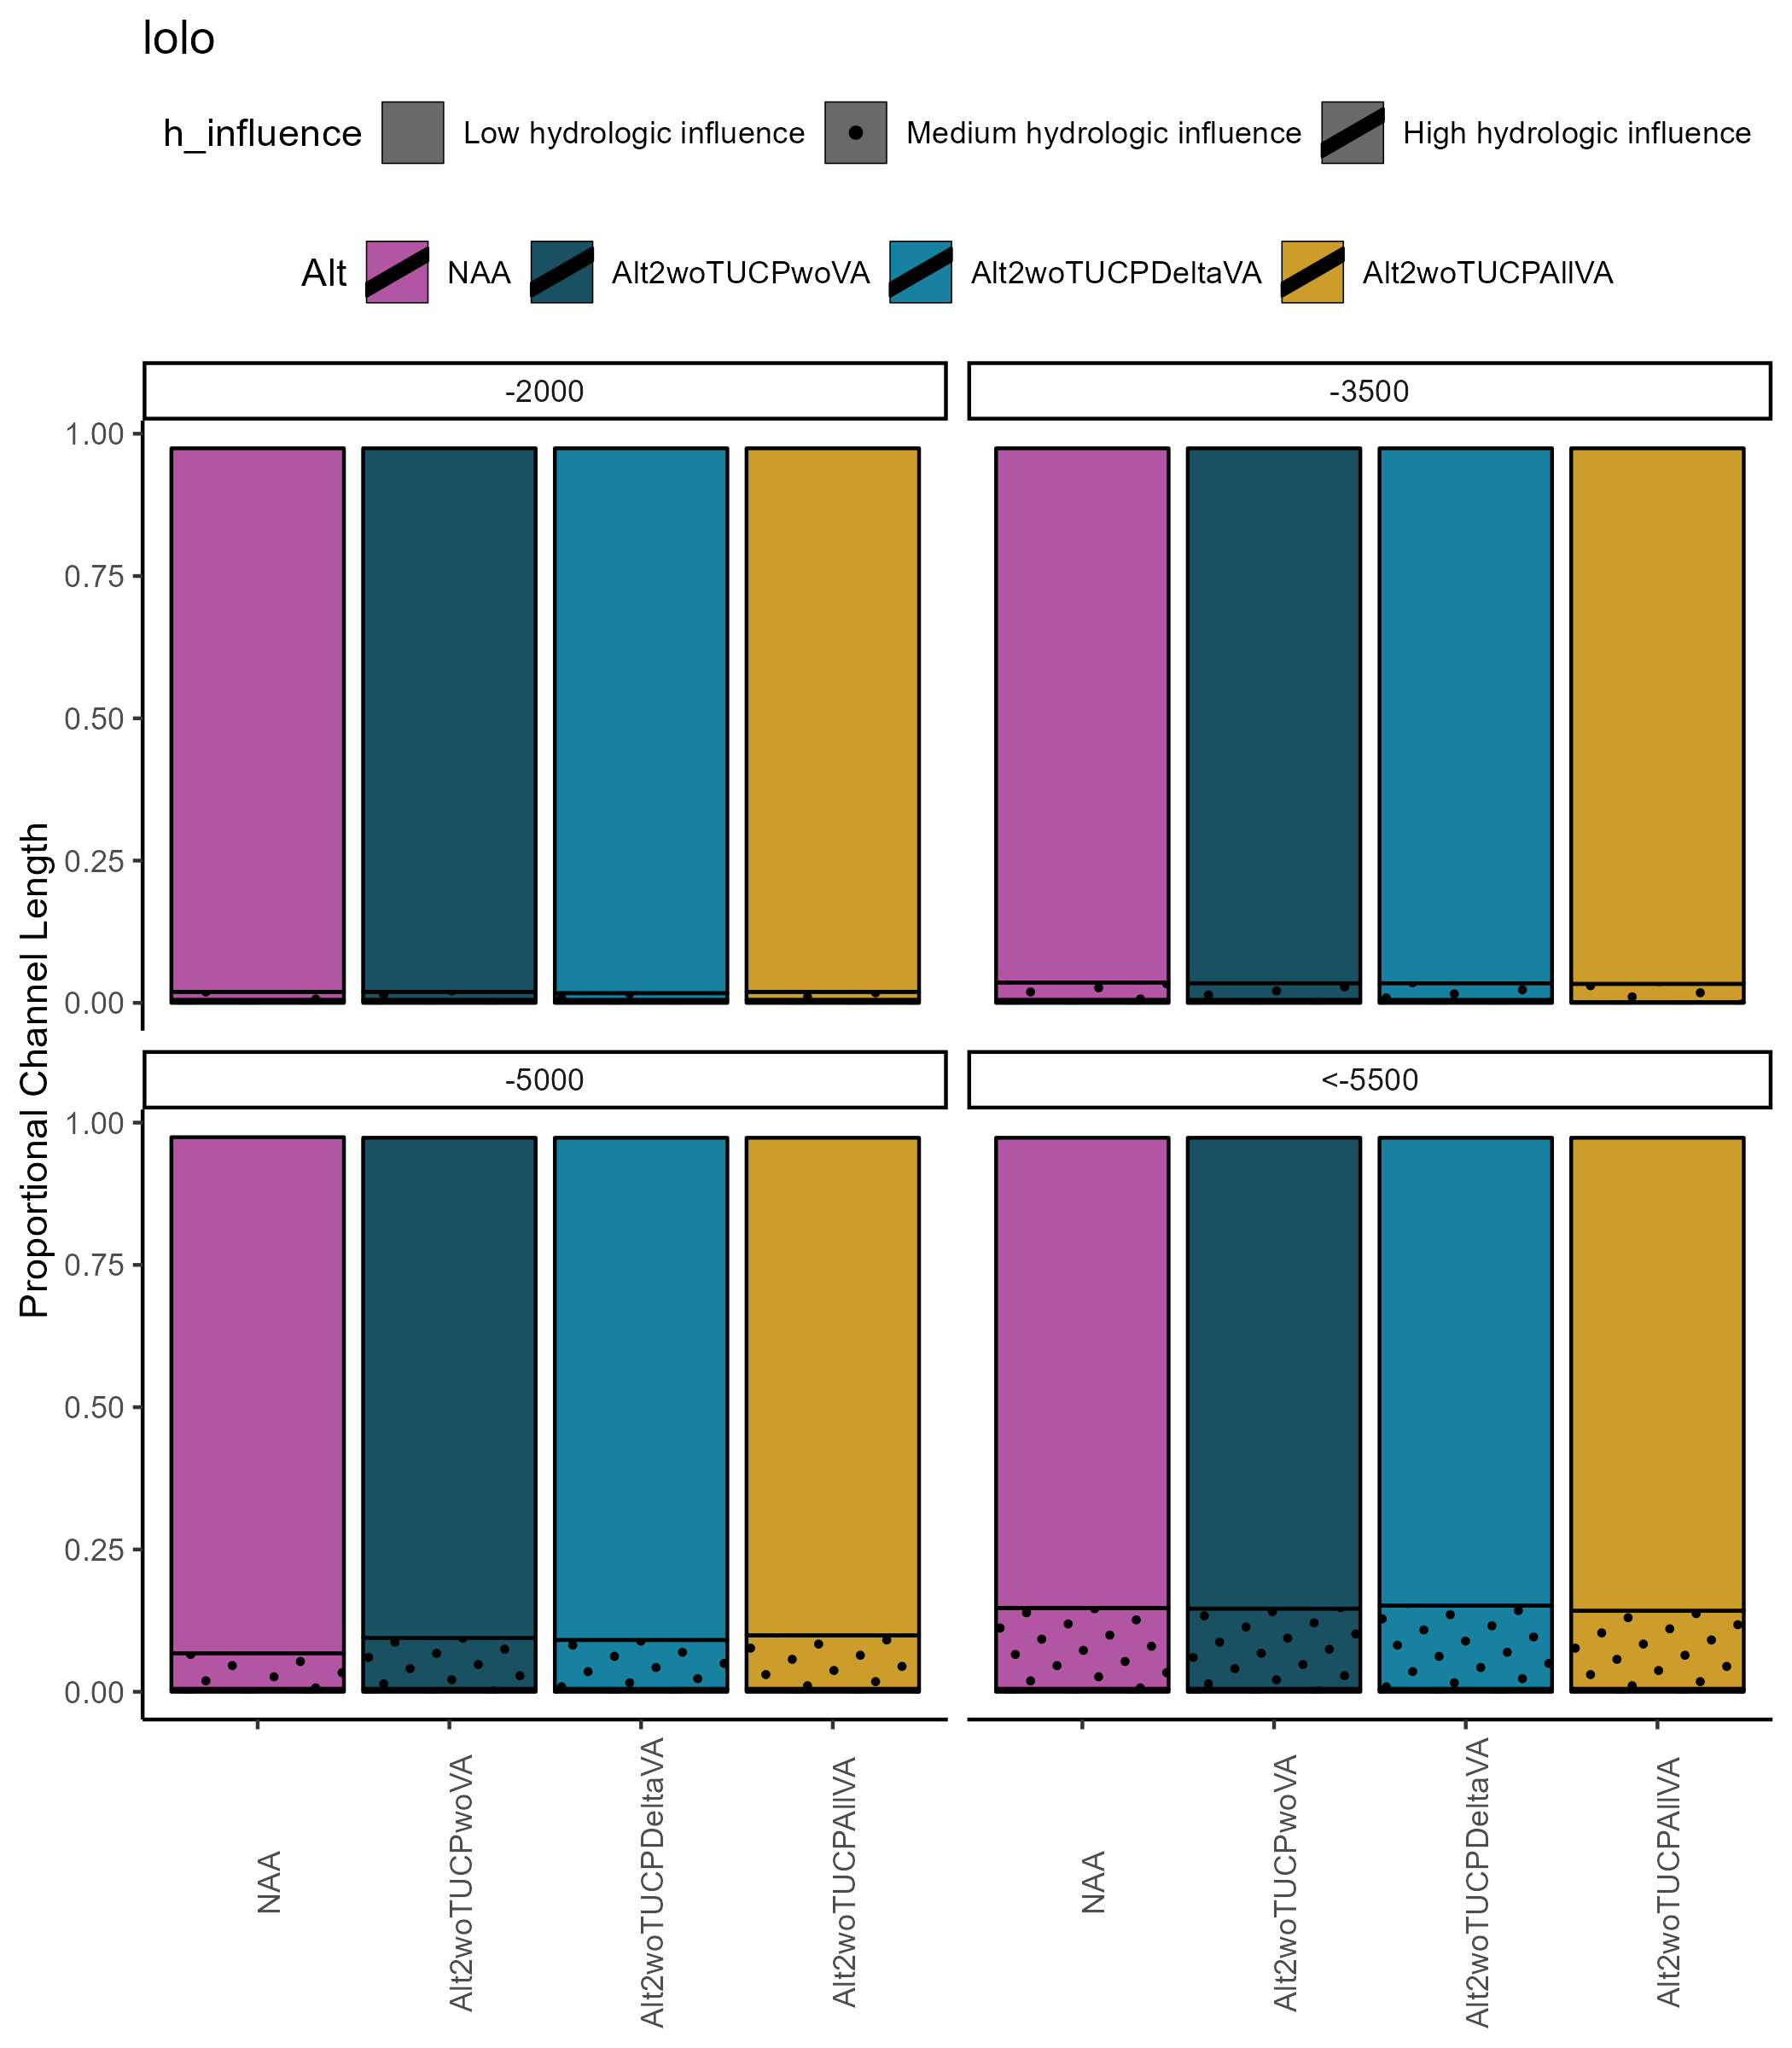 lolo
h_influence Low hydrologic influence Medium hydrologic influence High hydrologic influence
Alt NAA Alt2woTUCPwoVA Alt2woTUCPDeltaVA Alt2woTUCPAllVA
Proportional Channel Length
-2000 -3500
1.00
0.75
0.50
0.25
0.00
-5000 <-5500
1.00
0.75
0.50
0.25
0.00
NAA
Alt2woTUCPwoVA
Alt2woTUCPDeltaVA
Alt2woTUCPAllVA
NAA
Alt2woTUCPwoVA
Alt2woTUCPDeltaVA
Alt2woTUCPAllVA